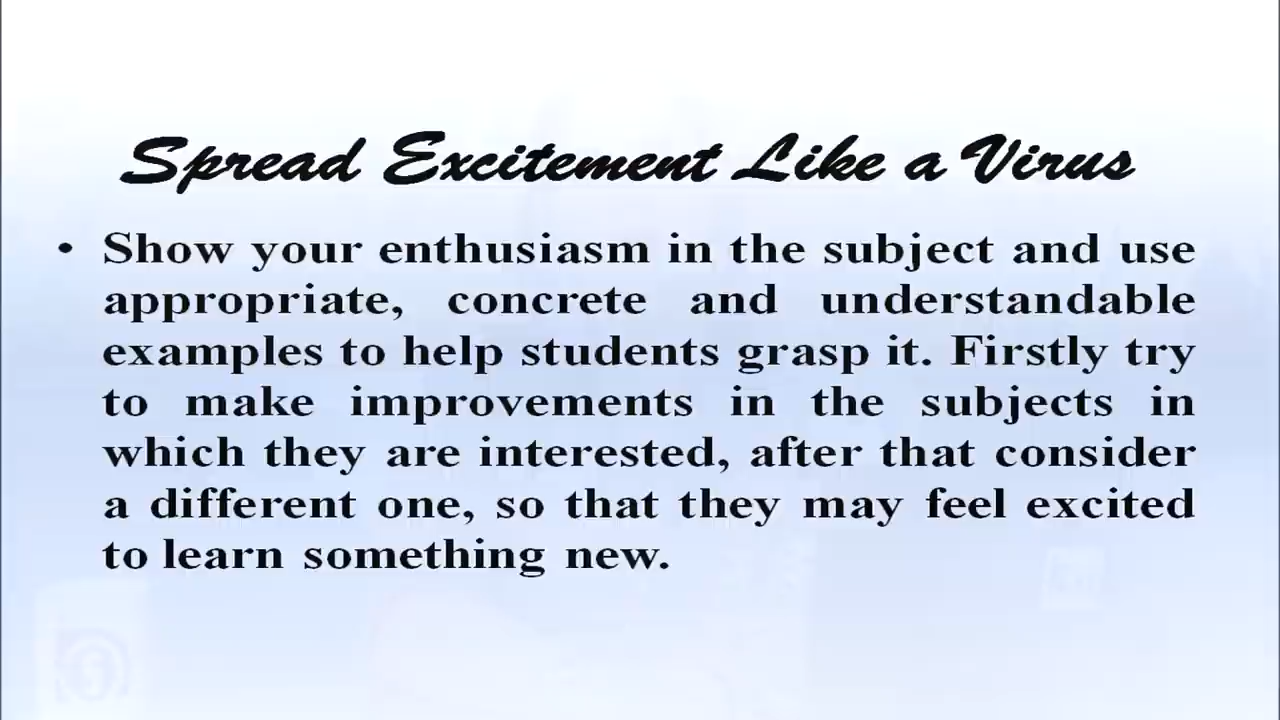 Spread Excitement Like a Virus
• Show your enthusiasm in the subject and use
appropriate, concrete and understandable
examples to help students grasp it. Firstly try
to make improvements in the subjects in
which they are interested, after that consider
a different one, so that they may feel excited
to learn something new.